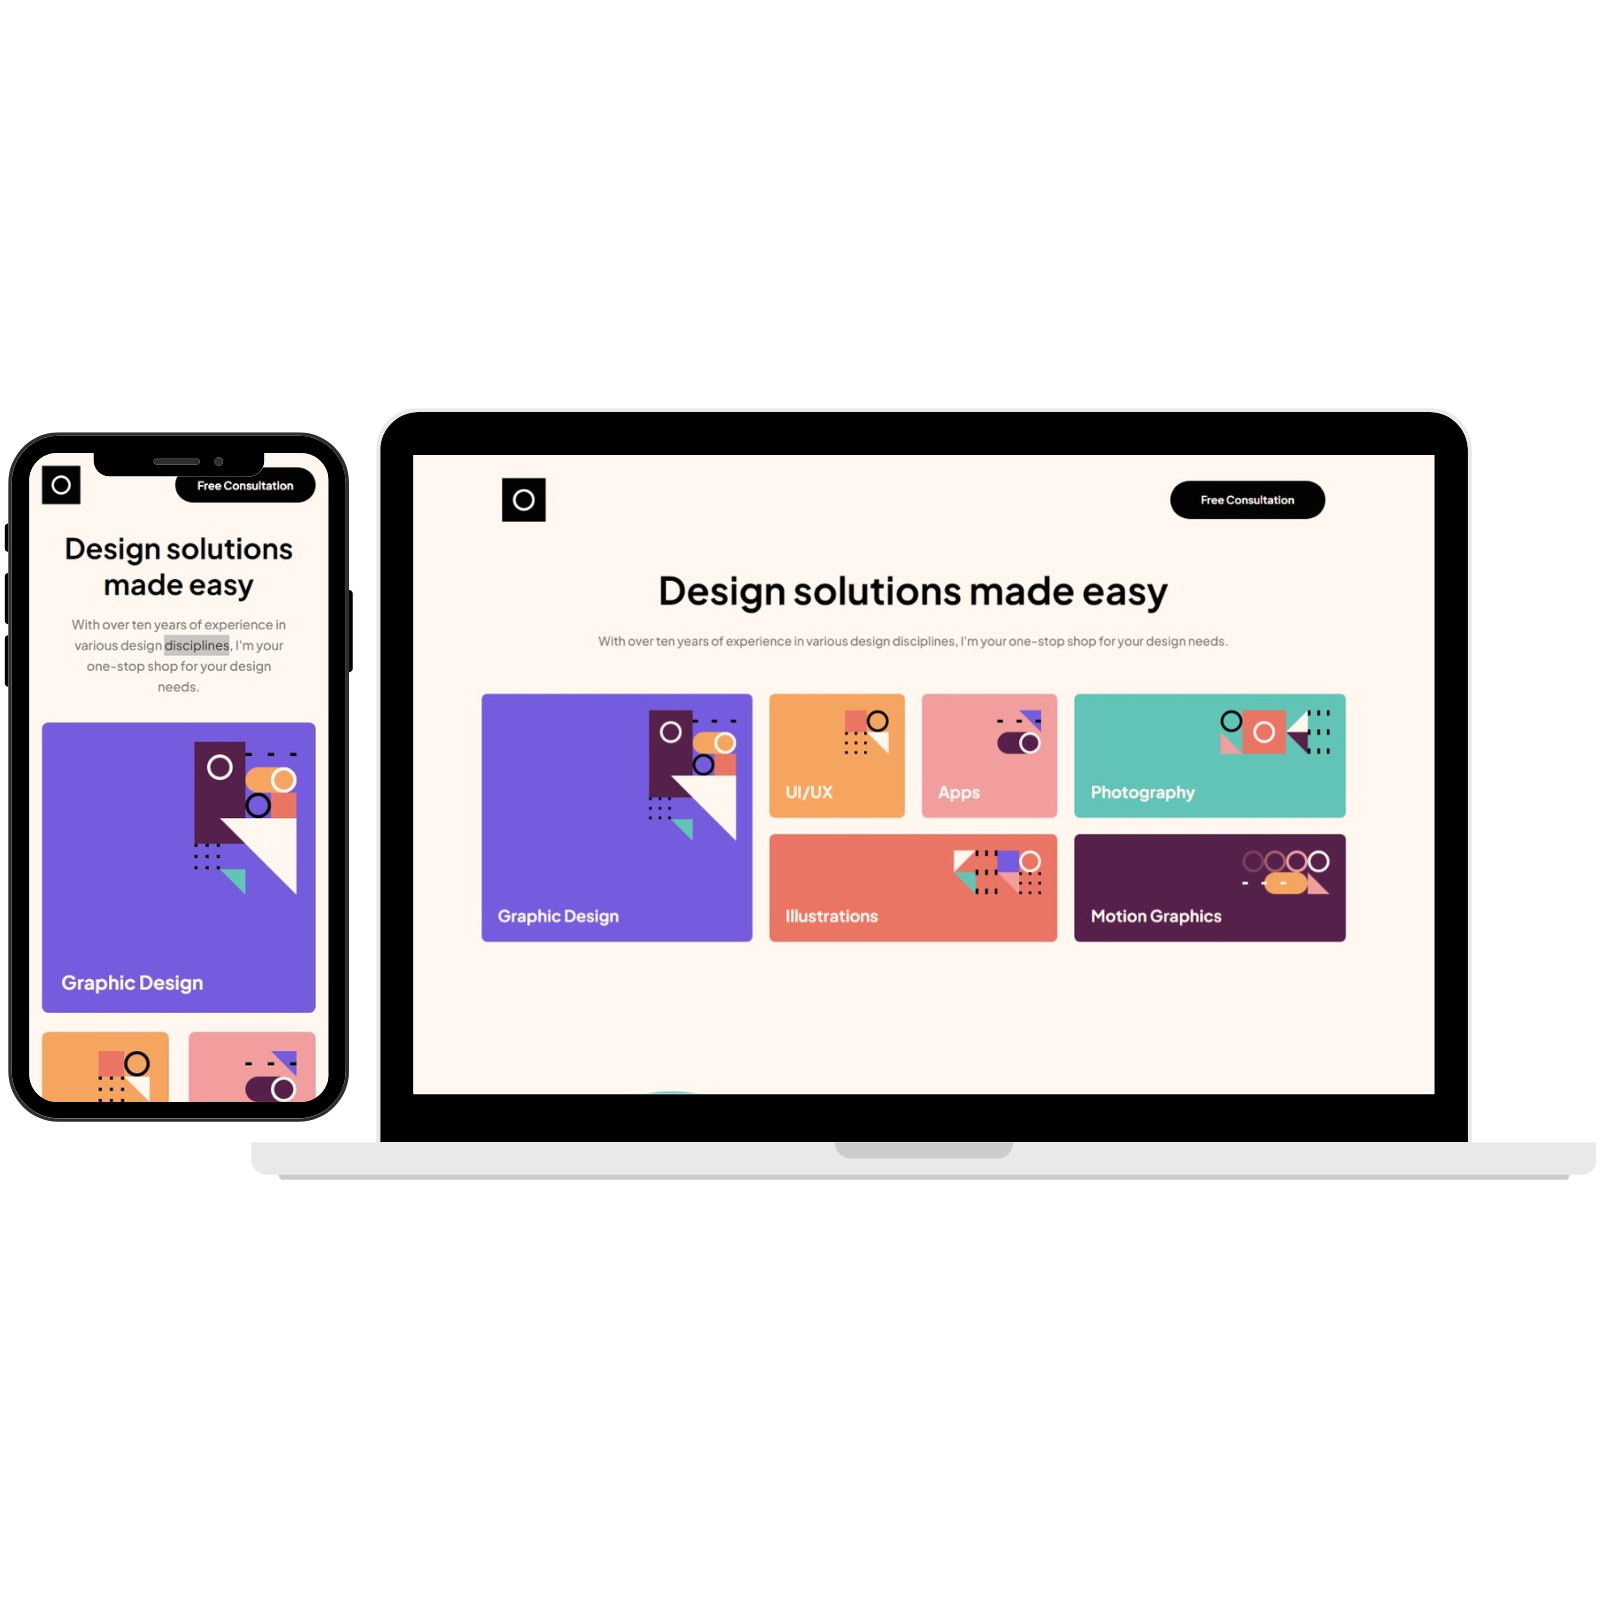 Free Consultation
Design solutions
made easy
With over ten years of experience in
various design disciplines, I'm your
one-stop shop for your design
needs.
Graphic Design
Free Consultation
Design solutions made easy
With over ten years of experience in various design disciplines, I'm your one-stop shop for your design needs.
Graphic Design
UI/UX
Apps
Photography
Illustrations
Motion Graphics